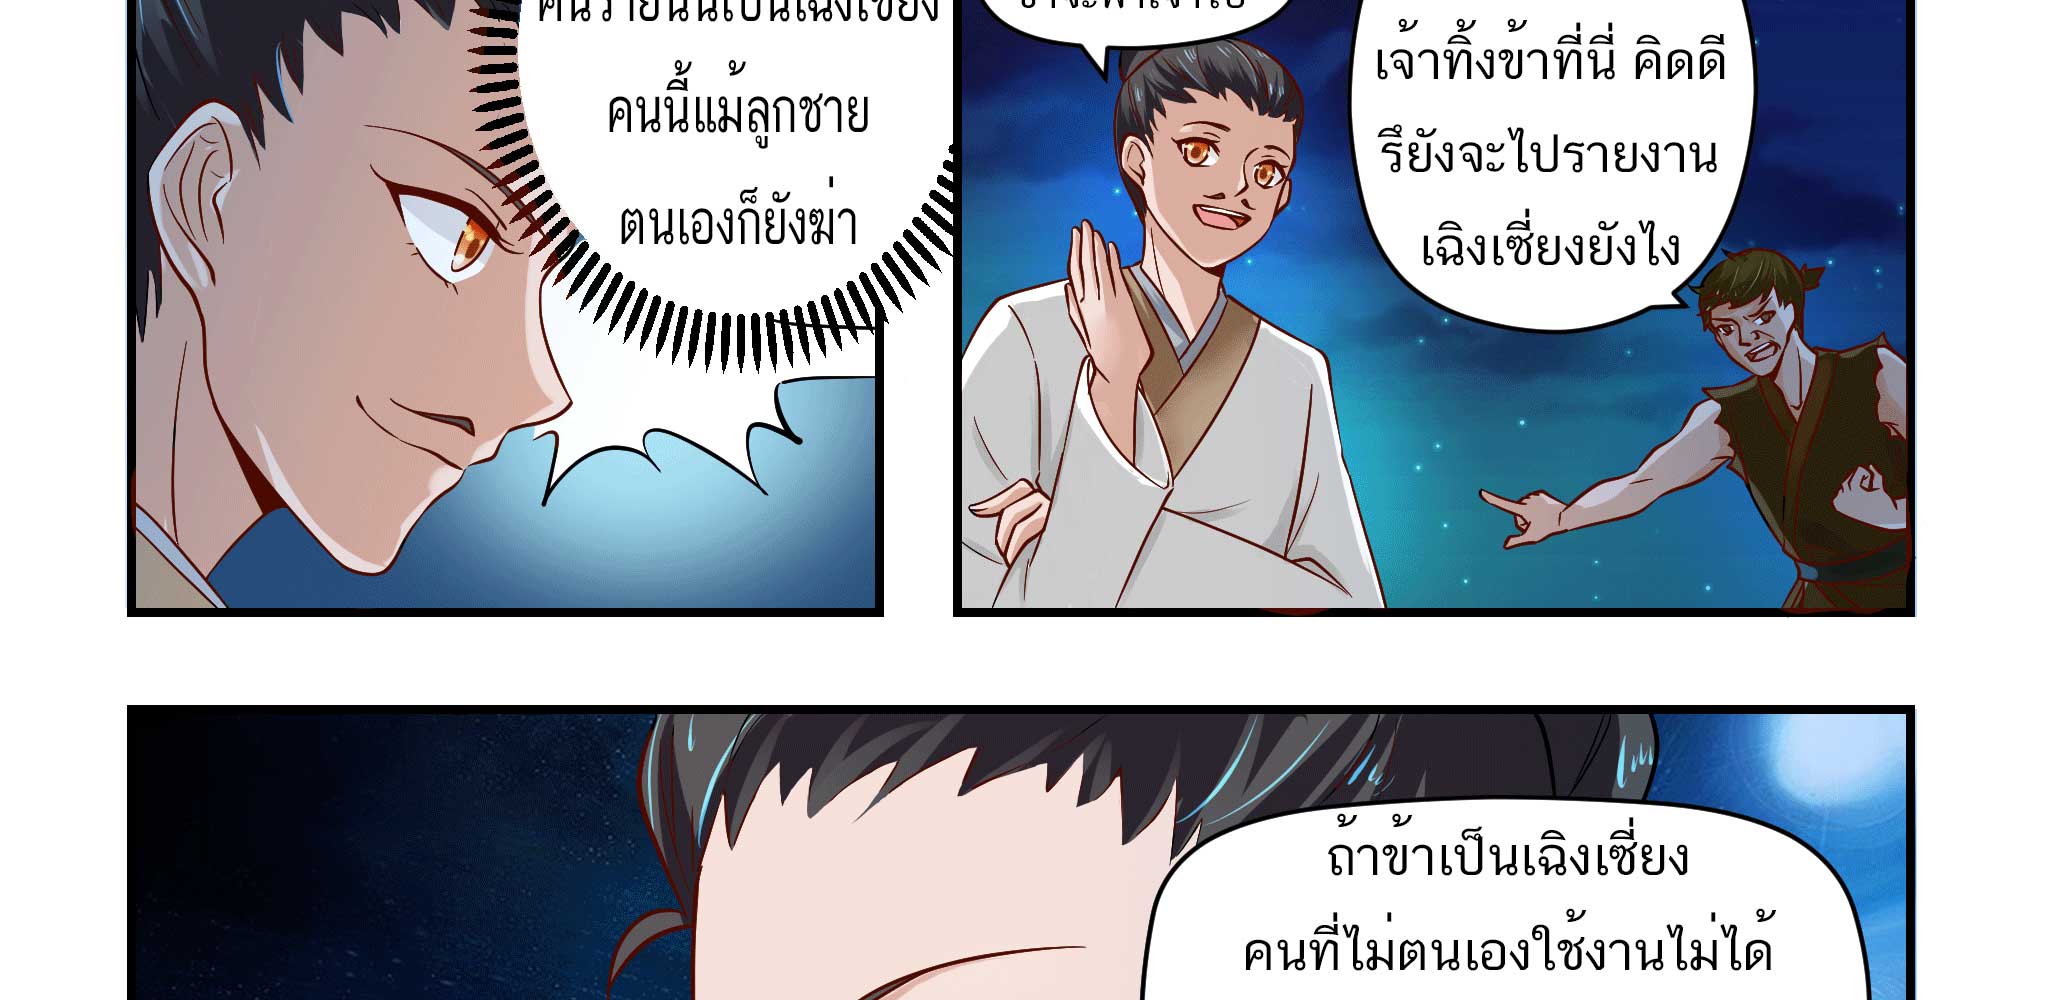 คนนี้แม้ลูกชาย
ตนเองก็ยังฆ่า
เจ้าทิ้งข้าที่นี่ คิดดี
รึยังจะไปรายงาน
เฉิงเซี่ยงยังไง
ถ้าข้าเป็นเฉิงเซี่ยง
คนที่ไม่ตนเองใช้งานไม่ได้